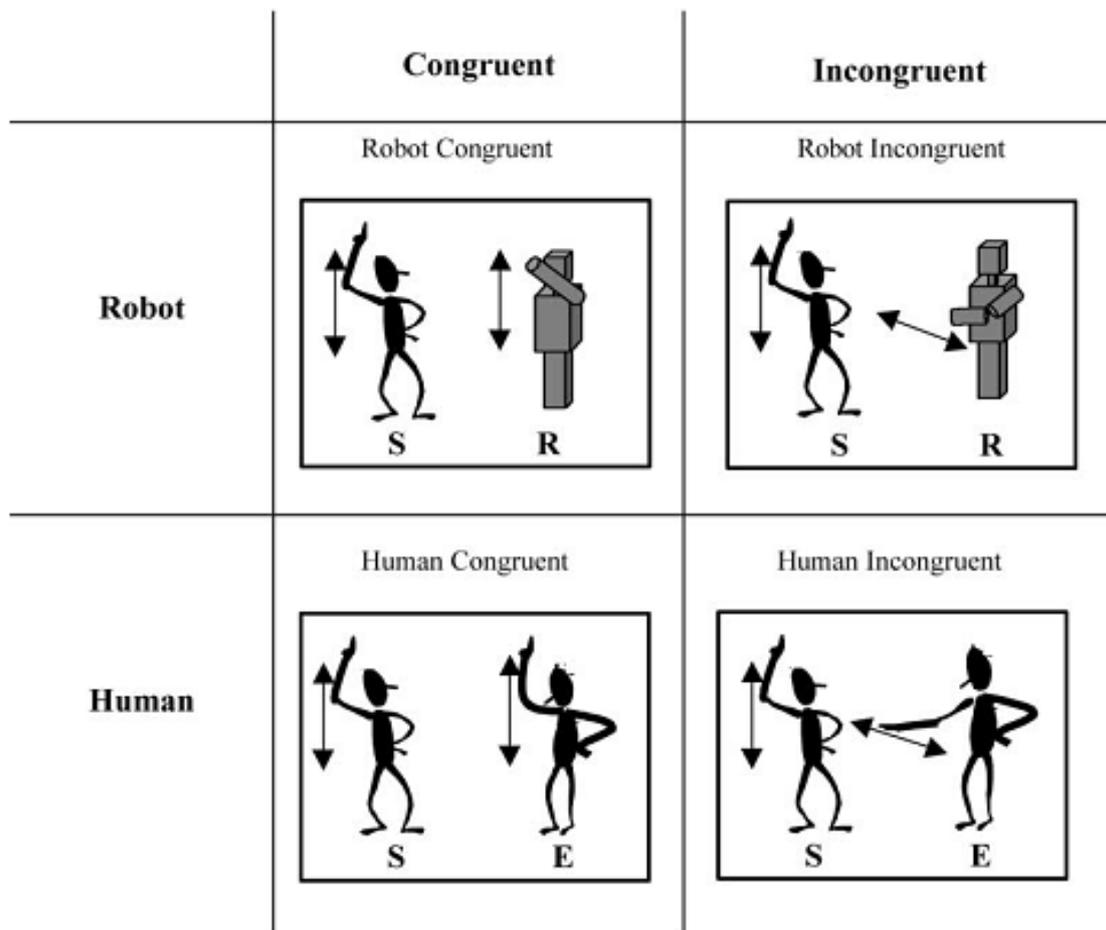 Congruent Incongruent
Robot Congruent Robot Incongruent
Robot
S R S R
Human Congruent Human Incongruent
Human
S E S E